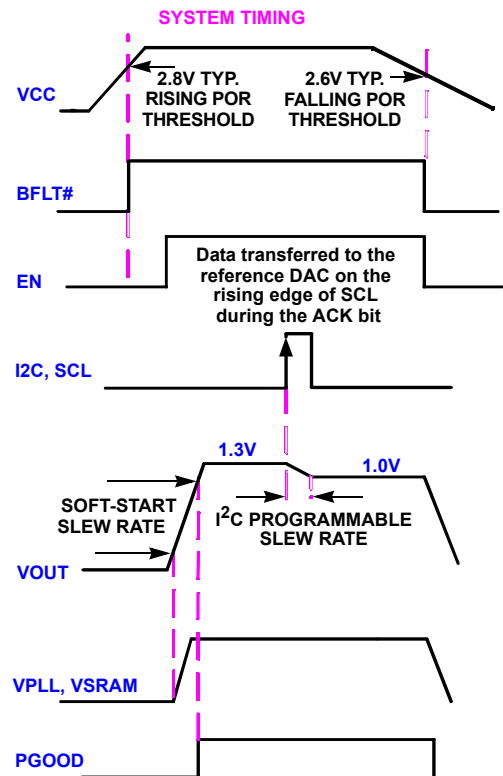 SYSTEM TIMING
2.8V TYP.
RISING POR
THRESHOLD
2.6V TYP.
FALLING POR
THRESHOLD
VCC
BFLT#
Data transferred to the
reference DAC on the
rising edge of SCL
during the ACK bit
EN
I2C, SCL
1.3V
1.0V
SOFT-START
SLEW RATE
I²C PROGRAMMABLE
SLEW RATE
VOUT
VPLL, VSRAM
PGOOD